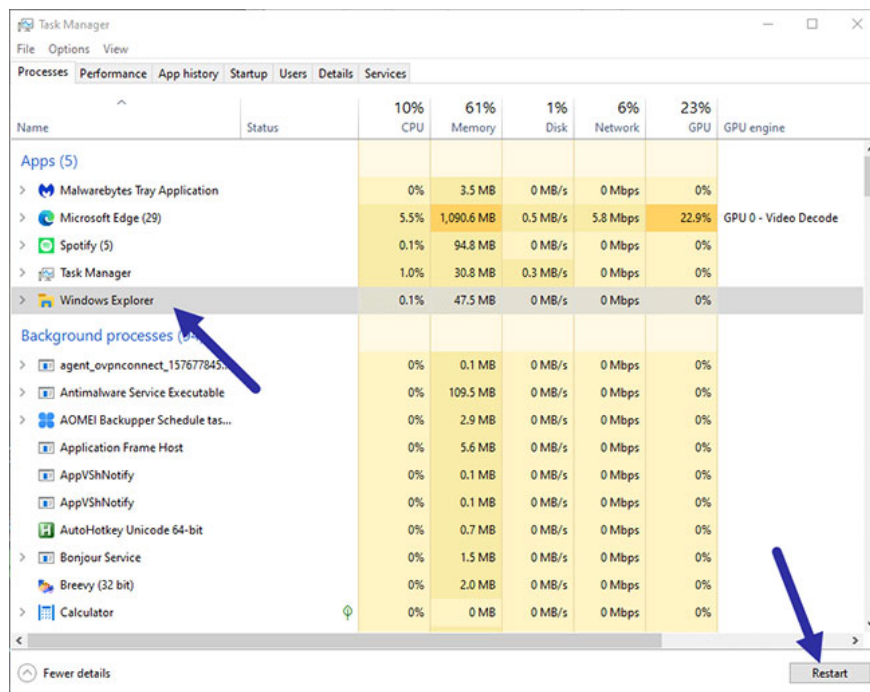 Task Manager
File Options View
Processes Performance App history Startup Users Details Services
10% 61% 1% 6% 23%
Name Status CPU Memory Disk Network GPU GPU engine
Apps (5)
Malwarebytes Tray Application 0% 3.5 MB 0 MB/s 0 Mbps 0%
Microsoft Edge (29) 5.5% 1,090.6 MB 0.5 MB/s 5.8 Mbps 22.9% GPU 0 - Video Decode
Spotify (5) 0.1% 94.8 MB 0 MB/s 0 Mbps 0%
Task Manager 1.0% 30.8 MB 0.3 MB/s 0 Mbps 0%
Windows Explorer 0.1% 47.5 MB 0 MB/s 0 Mbps 0%
Background processes
agent_ovpnconnect_157677845... 0% 0.1 MB 0 MB/s 0 Mbps 0%
Antimalware Service Executable 0% 109.5 MB 0 MB/s 0 Mbps 0%
AOMEI Backupper Schedule tas... 0% 2.9 MB 0 MB/s 0 Mbps 0%
Application Frame Host 0% 5.6 MB 0 MB/s 0 Mbps 0%
AppVShNotify 0% 0.1 MB 0 MB/s 0 Mbps 0%
AppVShNotify 0% 0.1 MB 0 MB/s 0 Mbps 0%
AutoHotkey Unicode 64-bit 0% 0.7 MB 0 MB/s 0 Mbps 0%
Bonjour Service 0% 1.5 MB 0 MB/s 0 Mbps 0%
Breevy (32 bit) 0% 2.0 MB 0 MB/s 0 Mbps 0%
Calculator 0% 0 MB 0 MB/s 0 Mbps 0%
Fewer details Restart